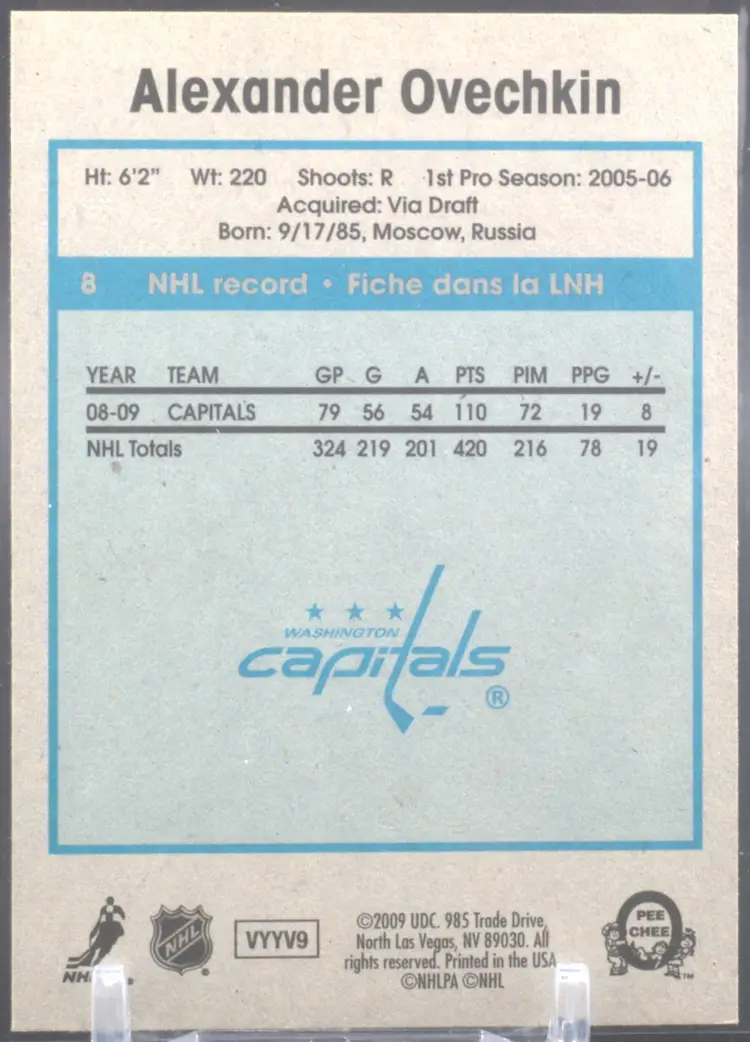 Alexander Ovechkin
Ht: 6'2" Wt: 220 Shoots: R 1st Pro Season: 2005-06
Acquired: Via Draft
Born: 9/17/85, Moscow, Russia
8 NHL record • Fiche dans la LNH
YEAR TEAM GP G A PTS PIM PPG +/-
08-09 CAPITALS 79 56 54 110 72 19 8
NHL Totals 324 219 201 420 216 78 19
WASHINGTON
capitals ®
NHL
VYYV9
©2009 UDC. 985 Trade Drive,
North Las Vegas, NV 89030. All
rights reserved. Printed in the USA
©NHLPA ©NHL
O PEE
CHEE
TM